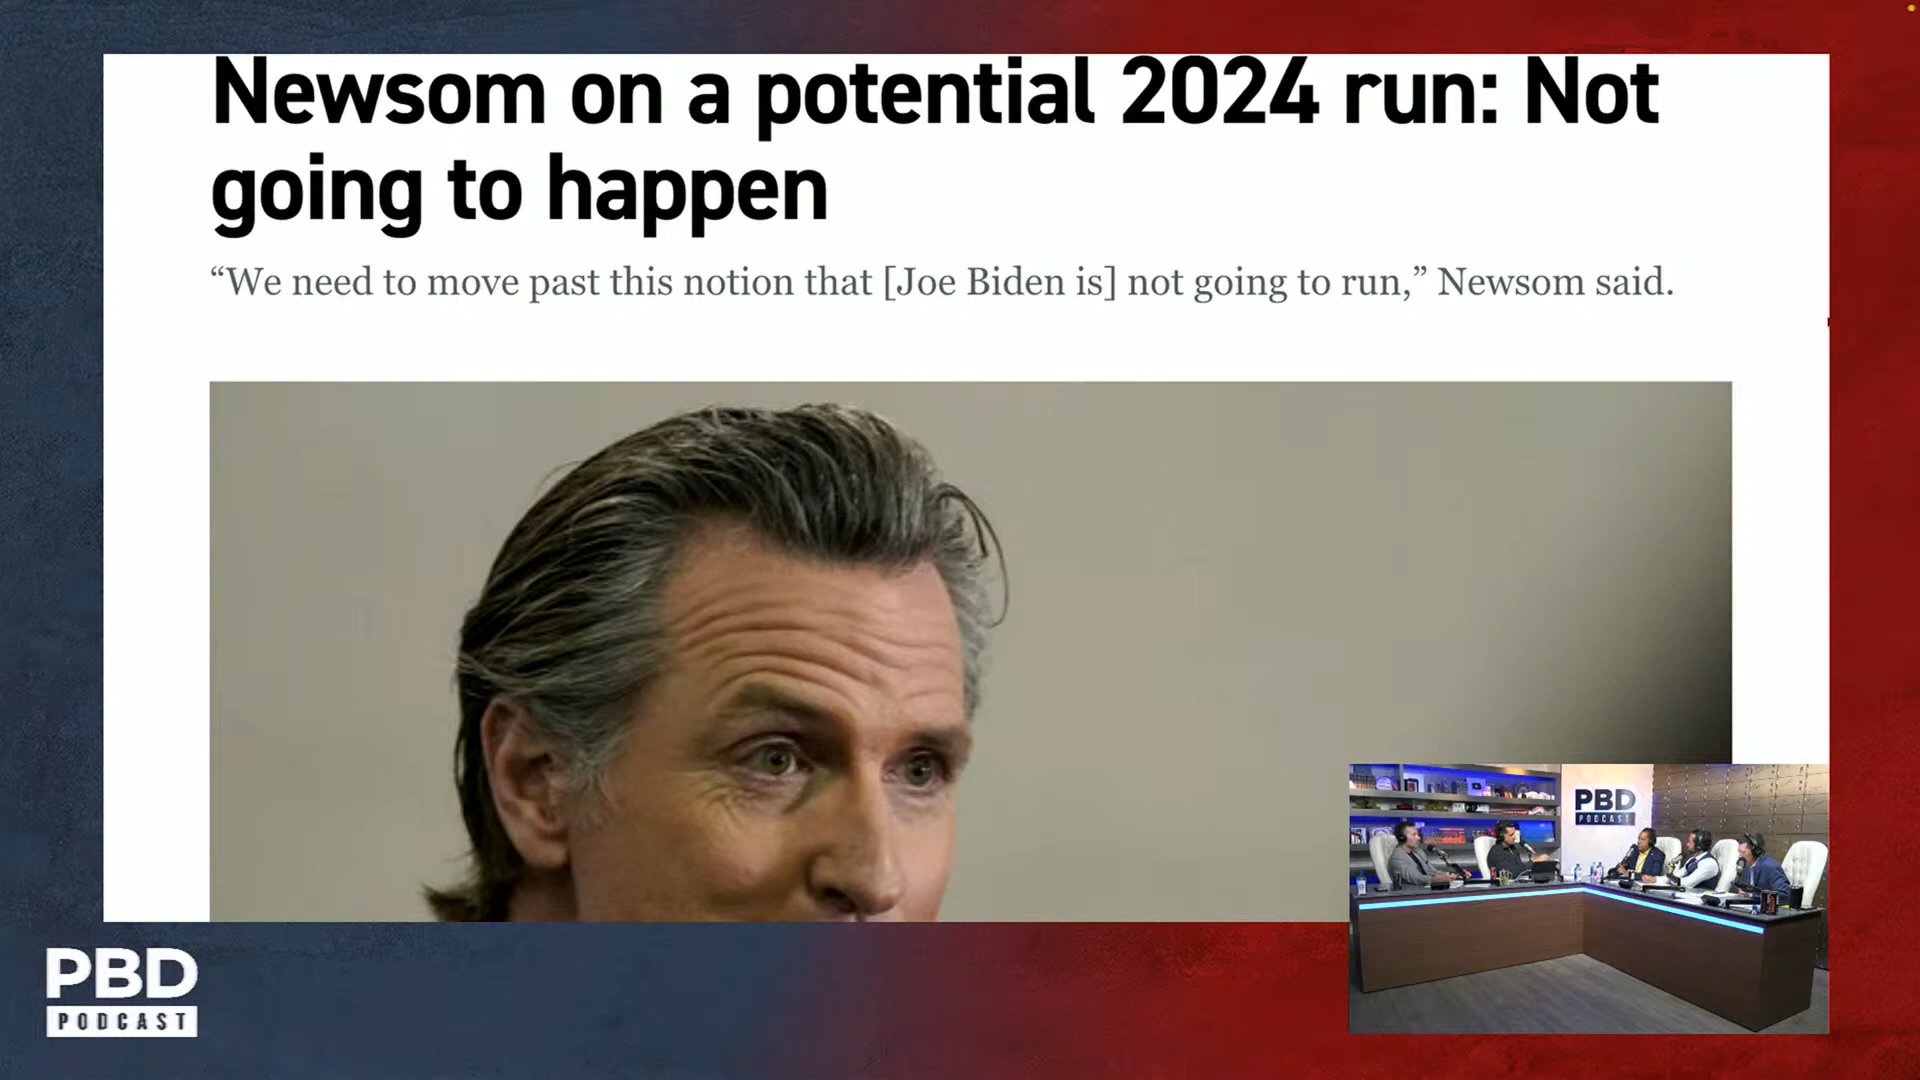 Newsom on a potential 2024 run: Not
going to happen
“We need to move past this notion that [Joe Biden is] not going to run,” Newsom said.
PBD
PODCAST
PBD
PODCAST